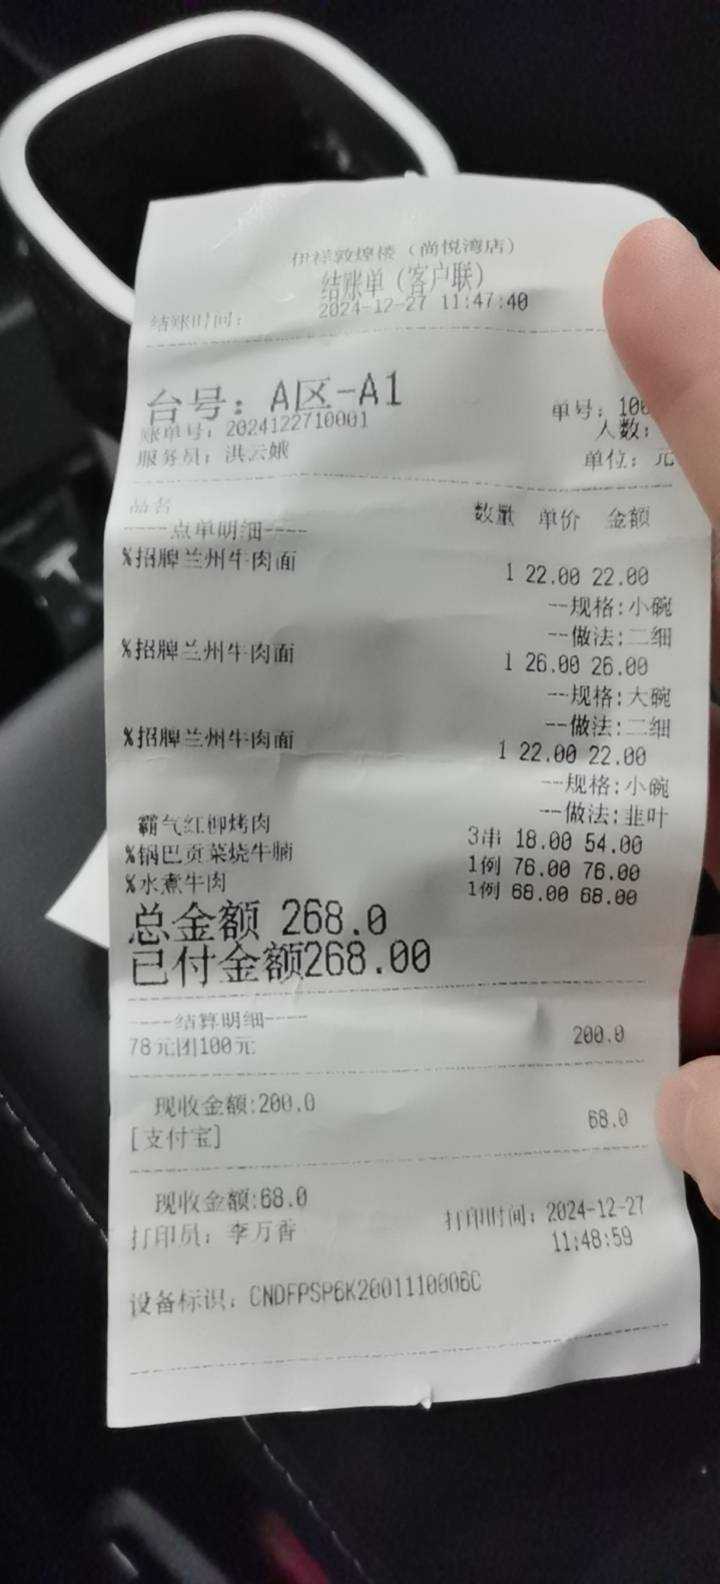 伊祥敦煌楼（尚悦湾店）
结账单（客户联）
结账时间： 2024-12-27 11:47:40
台号：A区-A1 单号：100
账单号：2024122710001 人数：
服务员：洪云娥 单位：元
品名 数量 单价 金额
----点单明细----
%招牌兰州牛肉面
1 22.00 22.00
--规格:小碗
--做法:二细
%招牌兰州牛肉面
1 26.00 26.00
--规格:大碗
--做法:二细
%招牌兰州牛肉面
1 22.00 22.00
--规格:小碗
--做法:韭叶
霸气红柳烤肉 3串 18.00 54.00
%锅巴贡菜烧牛腩 1例 76.00 76.00
%水煮牛肉 1例 68.00 68.00
总金额 268.0
已付金额268.00
----结算明细----
78元团100元 200.0
现收金额:200.0
[支付宝] 68.0
现收金额:68.0
打印员：李万香 打印时间：2024-12-27
11:48:59
设备标识：CNDFPSP6K2001110006C